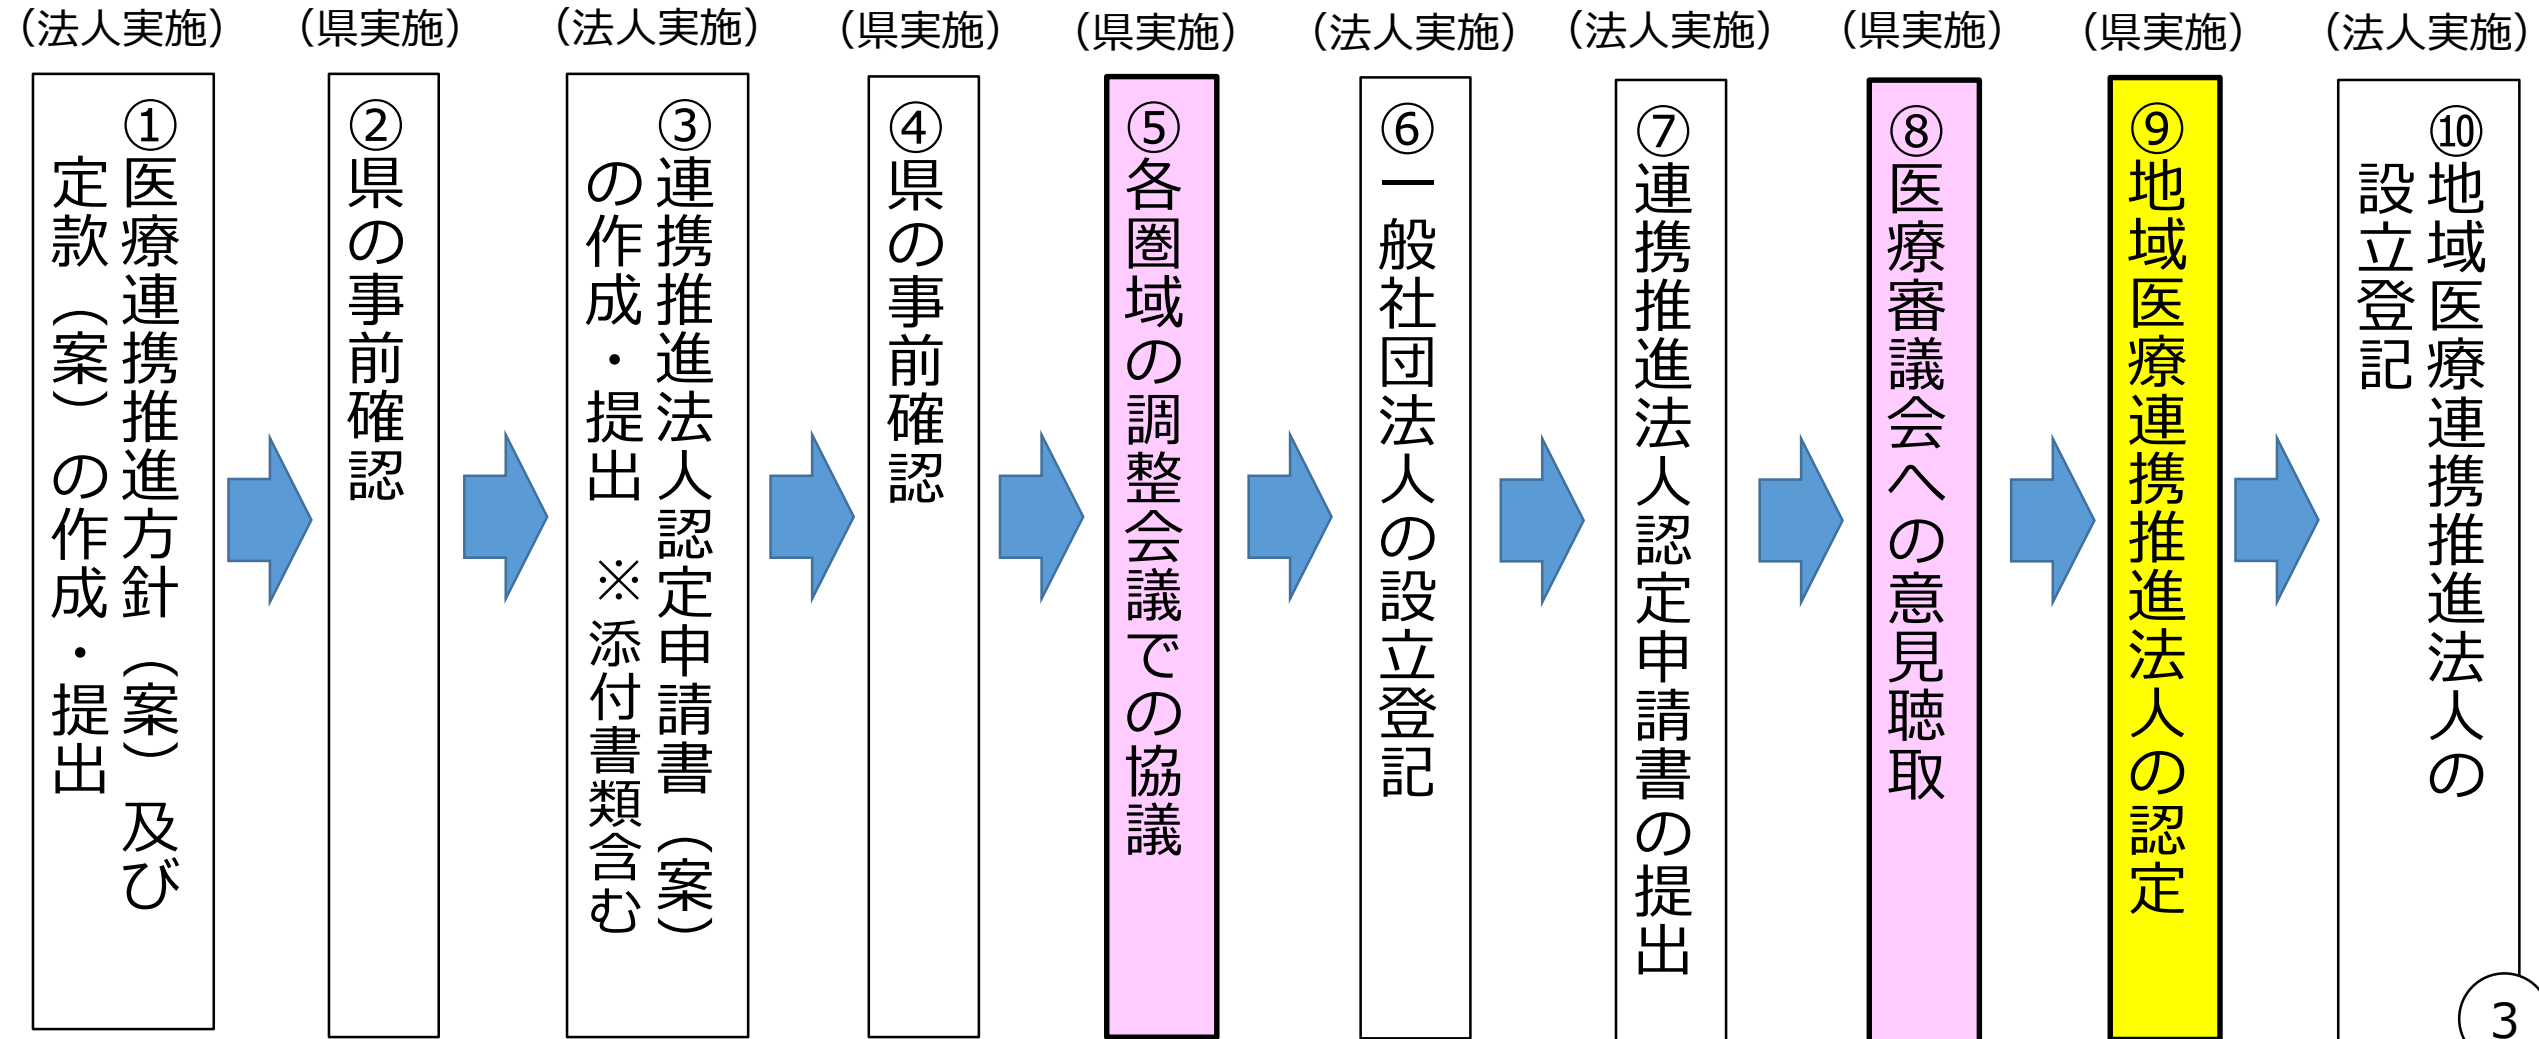 （法人実施）
①医療連携推進方針（案）及び
定款（案）の作成・提出
（県実施）
②県の事前確認
（法人実施）
③連携推進法人認定申請書（案）
の作成・提出　※添付書類含む
（県実施）
④県の事前確認
（県実施）
⑤各圏域の調整会議での協議
（法人実施）
⑥一般社団法人の設立登記
（法人実施）
⑦連携推進法人認定申請書の提出
（県実施）
⑧医療審議会への意見聴取
（県実施）
⑨地域医療連携推進法人の認定
（法人実施）
⑩地域医療連携推進法人の
設立登記
3